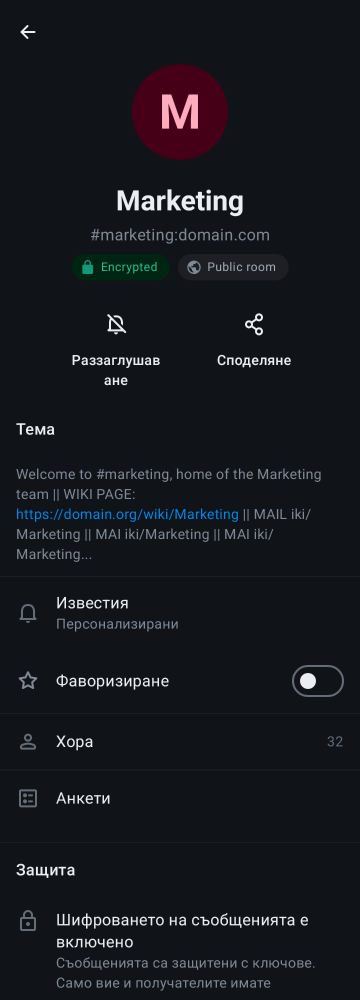 M
Marketing
#marketing:domain.com
Encrypted
Public room
Раззаглушав
ане
Споделяне
Тема
Welcome to #marketing, home of the Marketing
team || WIKI PAGE:
https://domain.org/wiki/Marketing || MAIL iki/
Marketing || MAI iki/Marketing || MAI iki/
Marketing...
Известия
Персонализирани
Фаворизиране
Хора
32
Анкети
Защита
Шифроването на съобщенията е
включено
Съобщенията са защитени с ключове.
Само вие и получателите имате